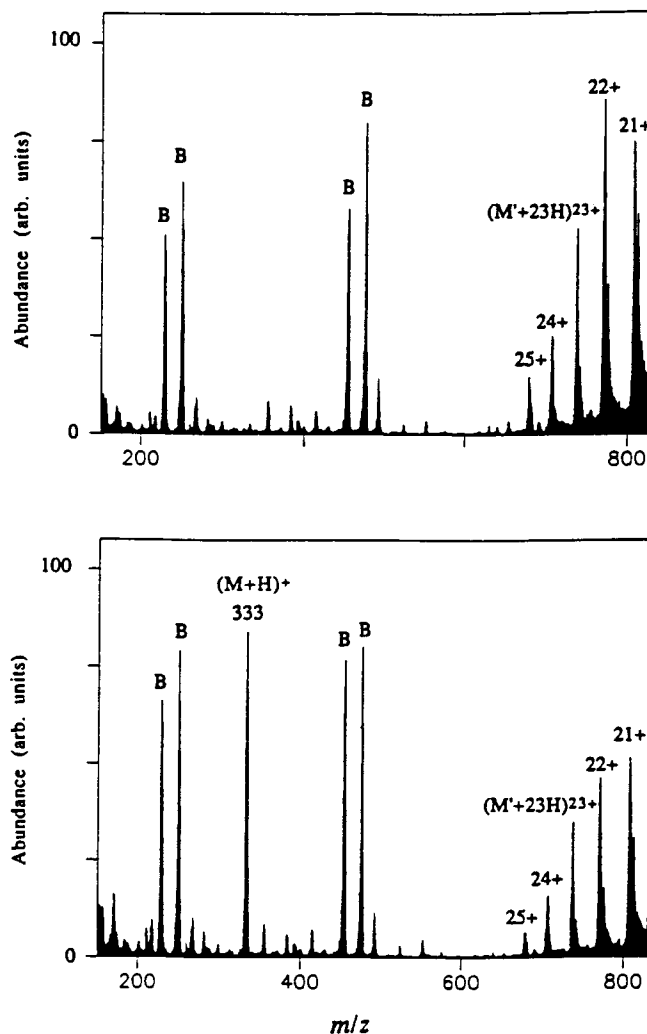 100
Abundance (arb. units)
0
B
B
B
B
25+
24+
(M'+23H)23+
22+
21+
200
800
100
Abundance (arb. units)
0
B
B
(M+H)+
333
B
B
25+
24+
(M'+23H)23+
22+
21+
200
400
600
800
m/z